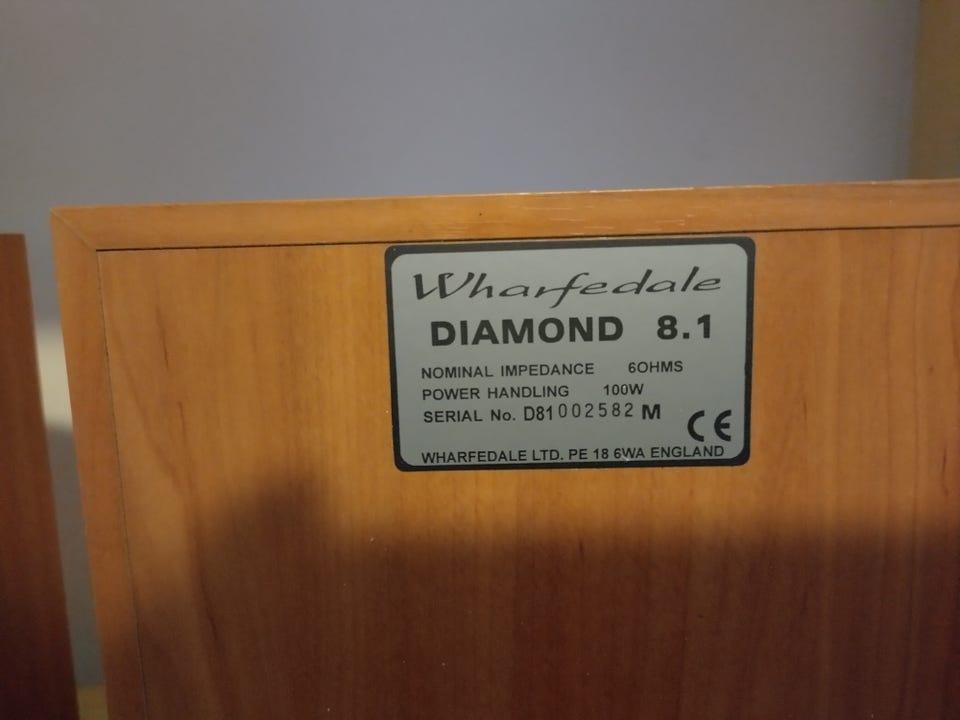 Wharfedale
DIAMOND 8.1
NOMINAL IMPEDANCE 6OHMS
POWER HANDLING 100W
SERIAL No. D81002582 M
CE
WHARFEDALE LTD. PE 18 6WA ENGLAND